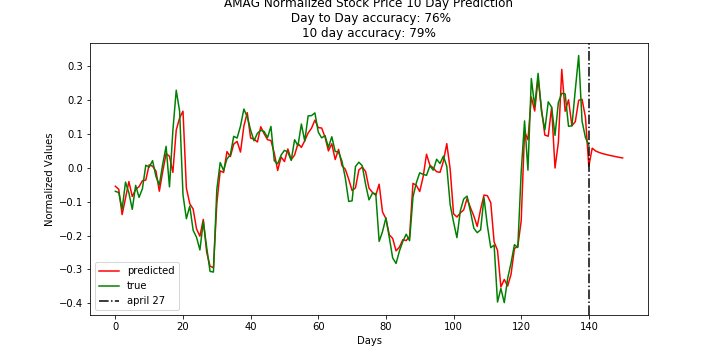 AMAG Normalized Stock Price 10 Day Prediction
Day to Day accuracy: 76%
10 day accuracy: 79%
Normalized Values
0.3
0.2
0.1
0.0
−0.1
−0.2
−0.3
−0.4
predicted
true
april 27
0 20 40 60 80 100 120 140
Days